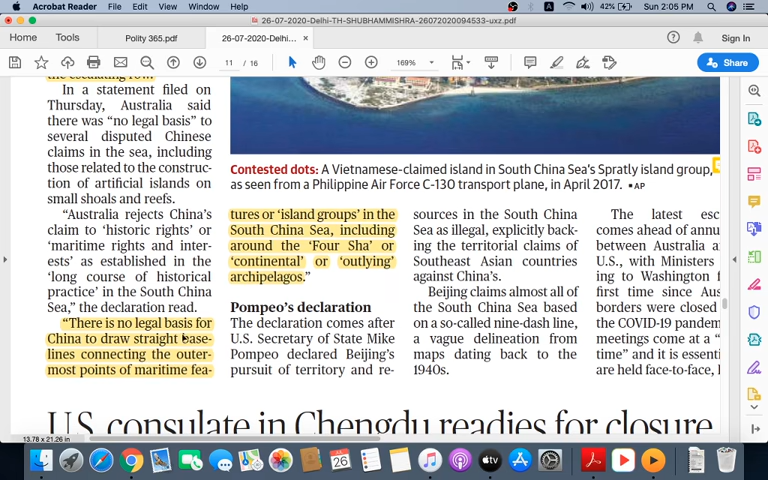 Acrobat Reader File Edit View Window Help
42% Sun 2:05 PM
26-07-2020-Delhi-TH-SHUBHAMMISHRA-26072020094533-uxz.pdf
Home Tools Polity 365.pdf 26-07-2020-Delhi... × Sign In
11 / 16 169% Share
the escalating row.
In a statement filed on
Thursday, Australia said
there was “no legal basis” to
several disputed Chinese
claims in the sea, including
those related to the construc-
tion of artificial islands on
small shoals and reefs.
“Australia rejects China’s
claim to ‘historic rights’ or
‘maritime rights and inter-
ests’ as established in the
‘long course of historical
practice’ in the South China
Sea,” the declaration read.
“There is no legal basis for
China to draw straight base-
lines connecting the outer-
most points of maritime fea-
Contested dots: A Vietnamese-claimed island in South China Sea’s Spratly island group,
as seen from a Philippine Air Force C-130 transport plane, in April 2017. • AP
tures or ‘island groups’ in the
South China Sea, including
around the ‘Four Sha’ or
‘continental’ or ‘outlying’
archipelagos.”
Pompeo’s declaration
The declaration comes after
U.S. Secretary of State Mike
Pompeo declared Beijing’s
pursuit of territory and re-
sources in the South China
Sea as illegal, explicitly back-
ing the territorial claims of
Southeast Asian countries
against China’s.
Beijing claims almost all of
the South China Sea based
on a so-called nine-dash line,
a vague delineation from
maps dating back to the
1940s.
The latest esc
comes ahead of annu
between Australia a
U.S., with Ministers
ing to Washington f
first time since Aus
borders were closed
the COVID-19 pandem
meetings come at a “
time” and it is essenti
are held face-to-face, l
U.S. consulate in Chengdu readies for closure
13.78 x 21.26 in
JUL
26
tv